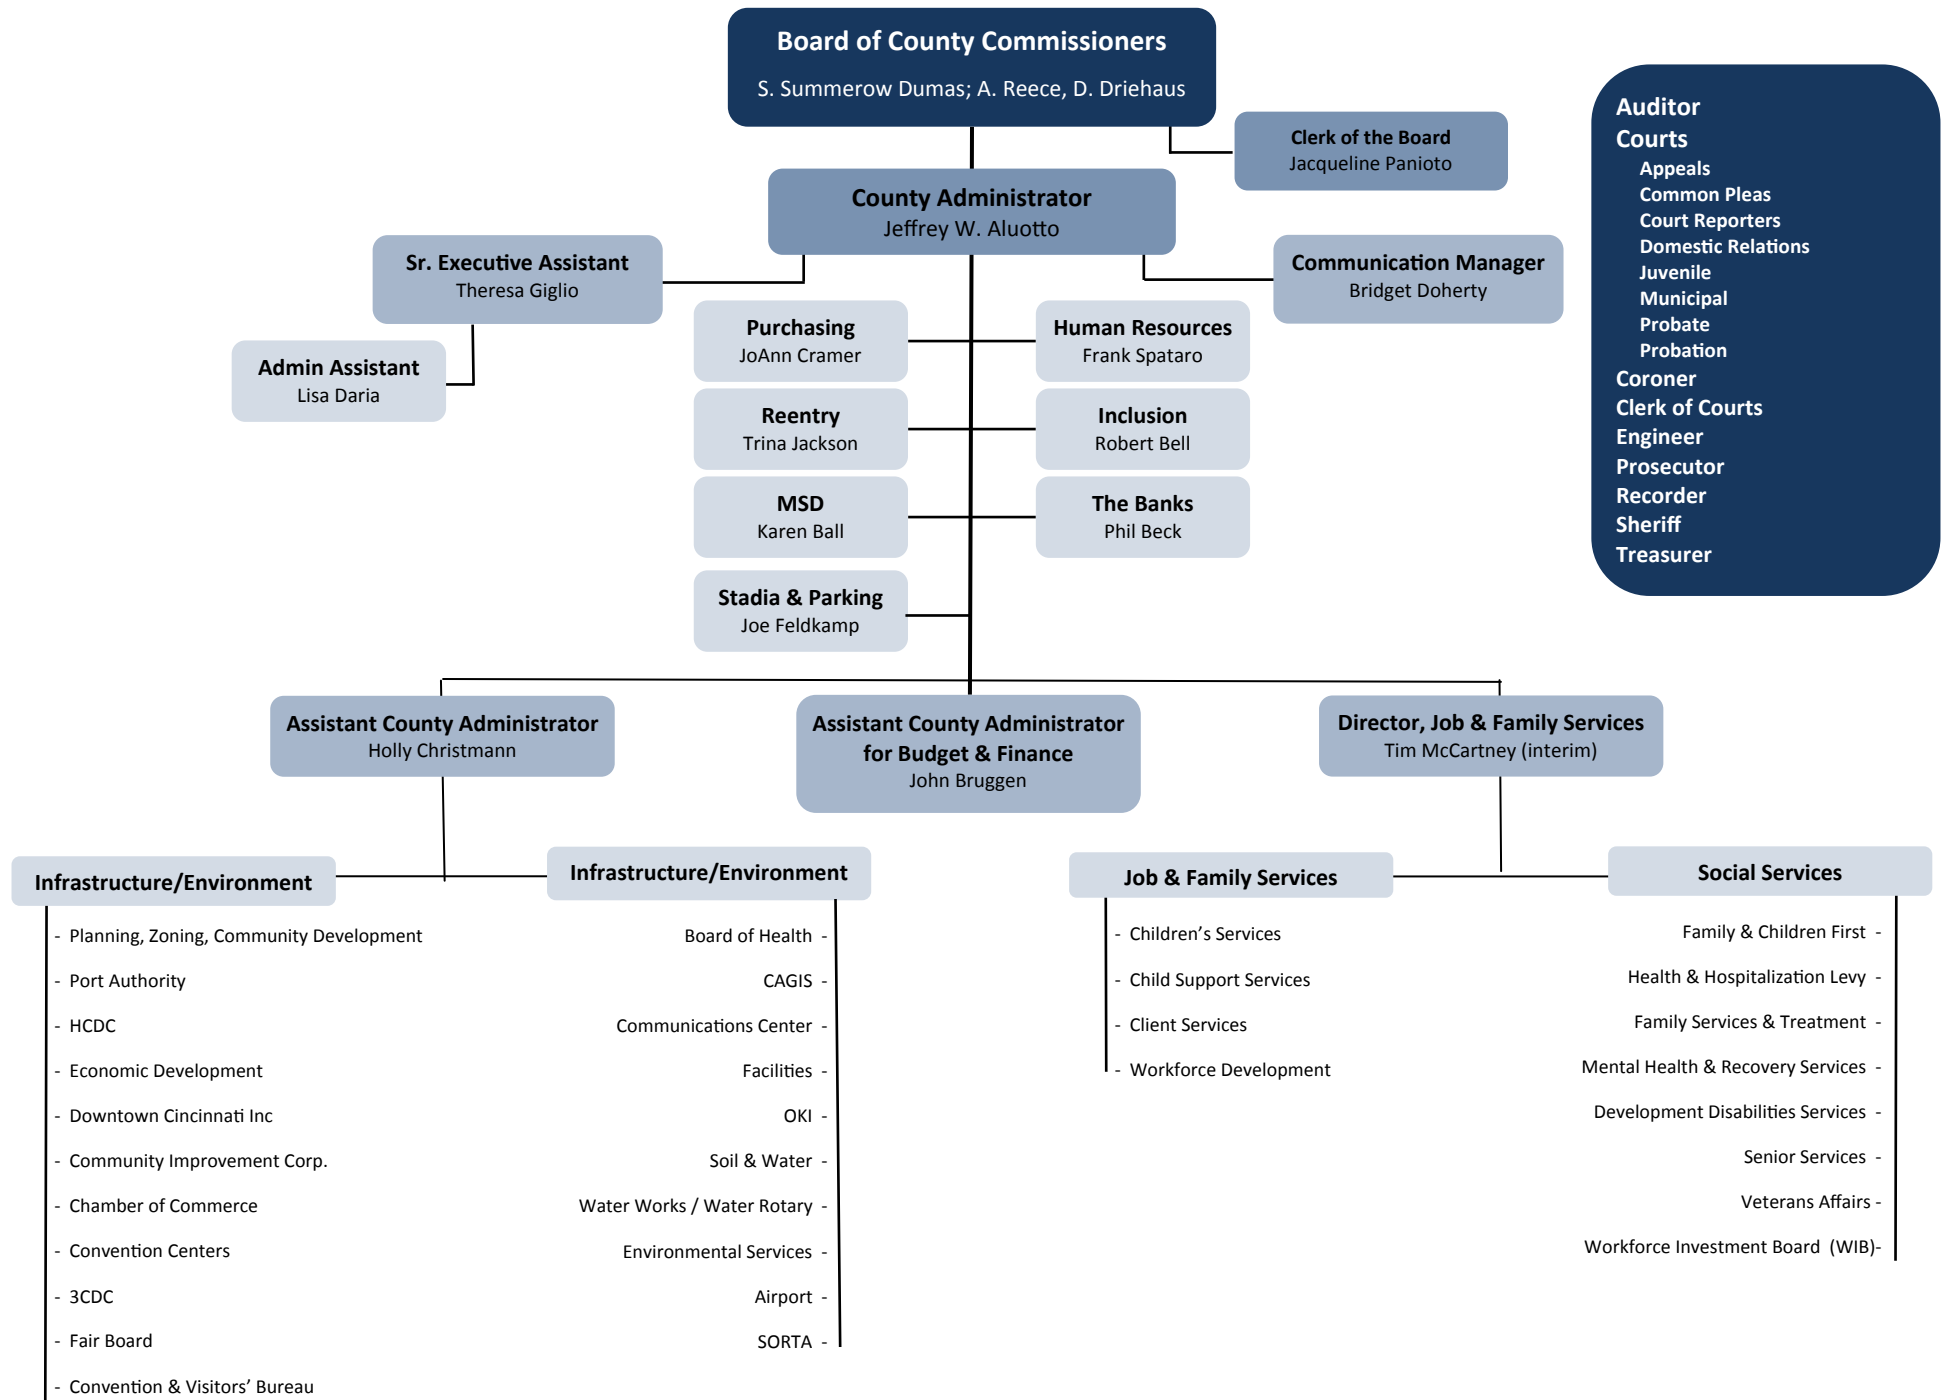 Board of County Commissioners
S. Summerow Dumas; A. Reece, D. Driehaus
Clerk of the Board
Jacqueline Panioto
County Administrator
Jeffrey W. Aluotto
Sr. Executive Assistant
Theresa Giglio
Communication Manager
Bridget Doherty
Admin Assistant
Lisa Daria
Purchasing
JoAnn Cramer
Human Resources
Frank Spataro
Reentry
Trina Jackson
Inclusion
Robert Bell
MSD
Karen Ball
The Banks
Phil Beck
Stadia & Parking
Joe Feldkamp
Auditor
Courts
Appeals
Common Pleas
Court Reporters
Domestic Relations
Juvenile
Municipal
Probate
Probation
Coroner
Clerk of Courts
Engineer
Prosecutor
Recorder
Sheriff
Treasurer
Assistant County Administrator
Holly Christmann
Assistant County Administrator
for Budget & Finance
John Bruggen
Director, Job & Family Services
Tim McCartney (interim)
Infrastructure/Environment
- Planning, Zoning, Community Development
- Port Authority
- HCDC
- Economic Development
- Downtown Cincinnati Inc
- Community Improvement Corp.
- Chamber of Commerce
- Convention Centers
- 3CDC
- Fair Board
- Convention & Visitors' Bureau
Infrastructure/Environment
Board of Health -
CAGIS -
Communications Center -
Facilities -
OKI -
Soil & Water -
Water Works / Water Rotary -
Environmental Services -
Airport -
SORTA -
Job & Family Services
- Children's Services
- Child Support Services
- Client Services
- Workforce Development
Social Services
Family & Children First -
Health & Hospitalization Levy -
Family Services & Treatment -
Mental Health & Recovery Services -
Development Disabilities Services -
Senior Services -
Veterans Affairs -
Workforce Investment Board (WIB)-